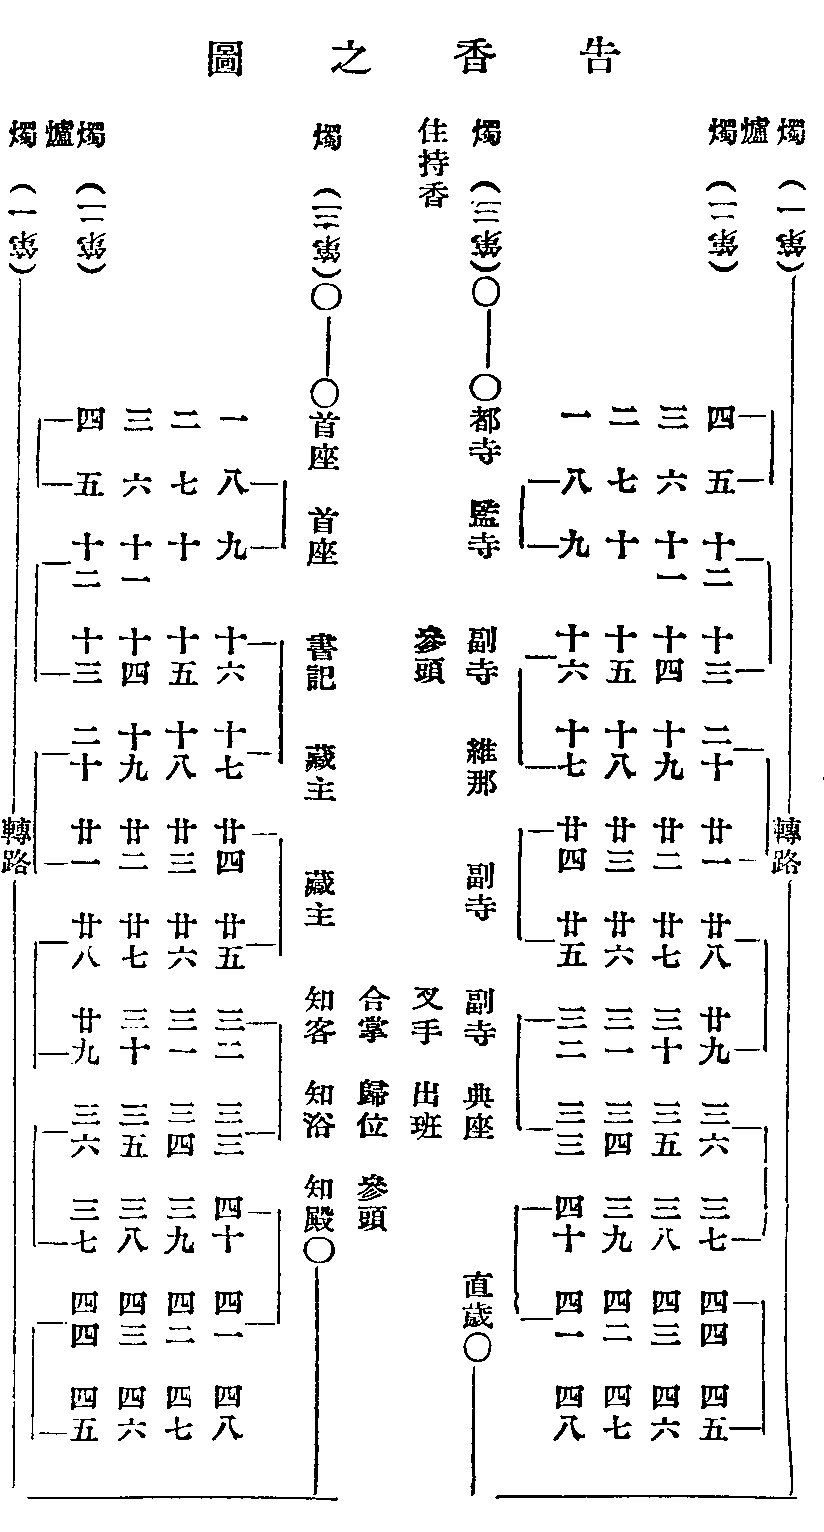 告香之圖
燭（第一） 轉路
爐
燭（第二） 四 五 十二 十三 二十 廿一 廿八 廿九 三六 三七 四四 四五
三 六 十一 十四 十九 廿二 廿七 三十 三五 三八 四三 四六
二 七 十 十五 十八 廿三 廿六 三一 三四 三九 四二 四七
一 八 九 十六 十七 廿四 廿五 三二 三三 四十 四一 四八
燭（第三）○○都寺 監寺 副寺 維那 副寺 副寺 典座 直歲○
住持香 參頭 叉手 出班
合掌 歸位 參頭
燭（第三）○○首座 首座 書記 藏主 藏主 知客 知浴 知殿○
一 八 九 十六 十七 廿四 廿五 三二 三三 四十 四一 四八
二 七 十 十五 十八 廿三 廿六 三一 三四 三九 四二 四七
三 六 十一 十四 十九 廿二 廿七 三十 三五 三八 四三 四六
燭（第二） 四 五 十二 十三 二十 廿一 廿八 廿九 三六 三七 四四 四五
爐
燭（第一） 轉路